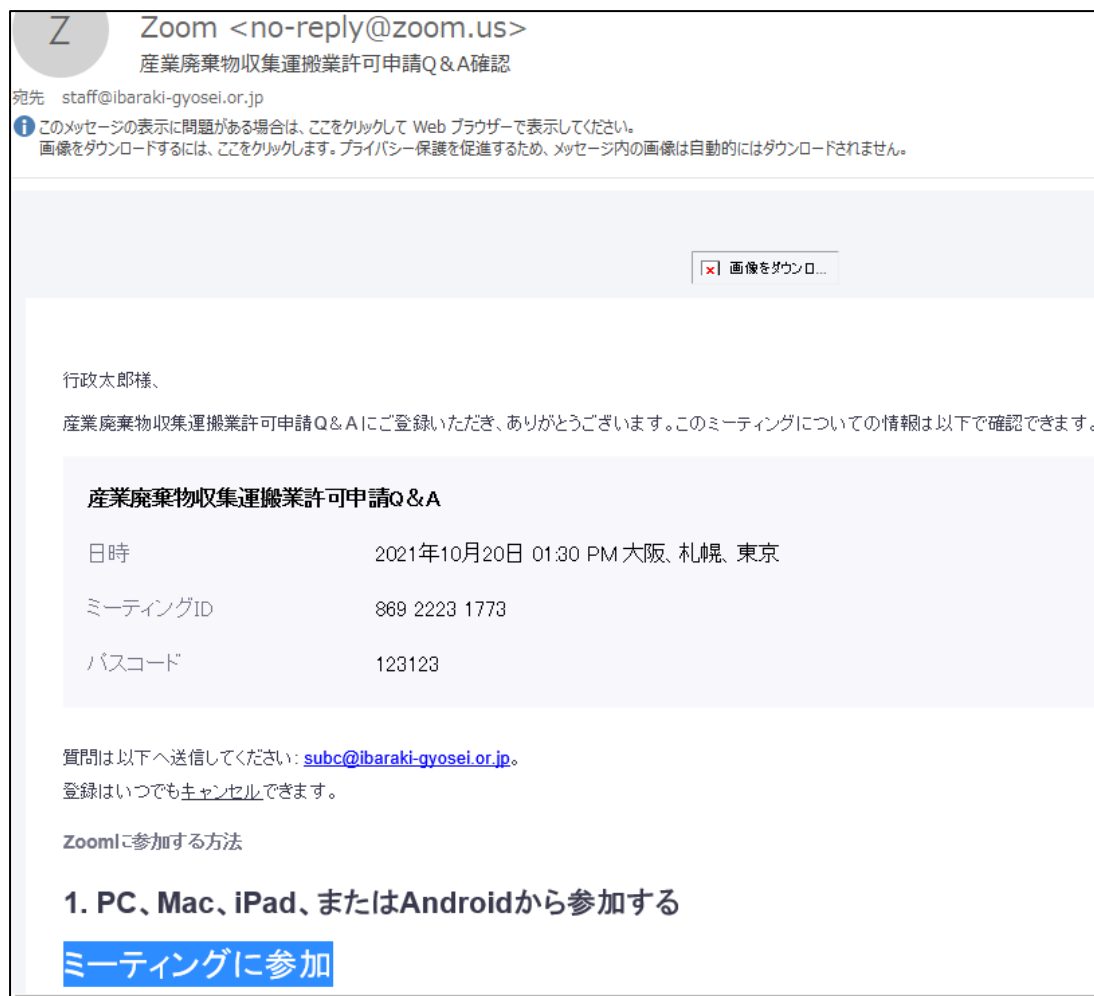 Z
Zoom <no-reply@zoom.us>
産業廃棄物収集運搬業許可申請Q&A確認
宛先 staff@ibaraki-gyosei.or.jp
このメッセージの表示に問題がある場合は、ここをクリックして Web ブラウザーで表示してください。
画像をダウンロードするには、ここをクリックします。プライバシー保護を促進するため、メッセージ内の画像は自動的にはダウンロードされません。
画像をダウンロ...
行政太郎様、
産業廃棄物収集運搬業許可申請Q&Aにご登録いただき、ありがとうございます。このミーティングについての情報は以下で確認できます。
産業廃棄物収集運搬業許可申請Q&A
日時 2021年10月20日 01:30 PM 大阪、札幌、東京
ミーティングID 869 2223 1773
パスコード 123123
質問は以下へ送信してください: subc@ibaraki-gyosei.or.jp。
登録はいつでもキャンセルできます。
Zoomに参加する方法
1. PC、Mac、iPad、またはAndroidから参加する
ミーティングに参加